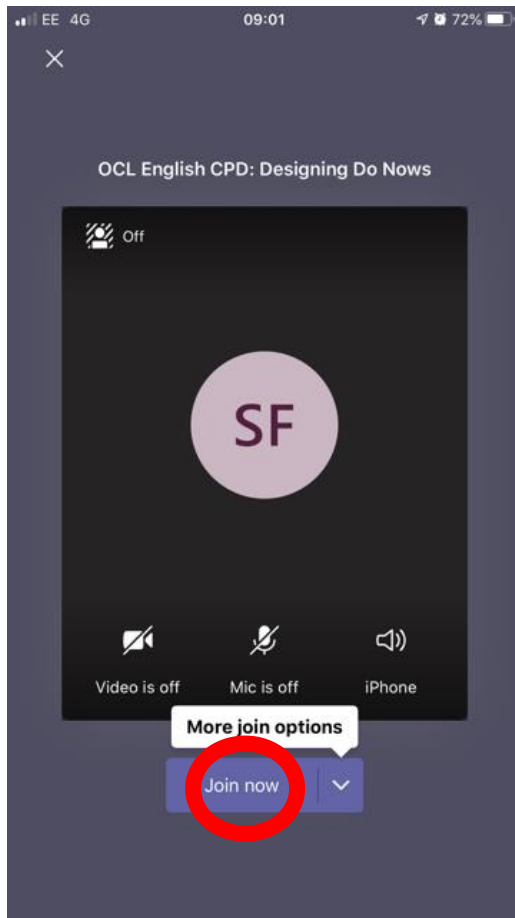 EE 4G 09:01 72%
OCL English CPD: Designing Do Nows
Off
SF
Video is off Mic is off iPhone
More join options
Join now